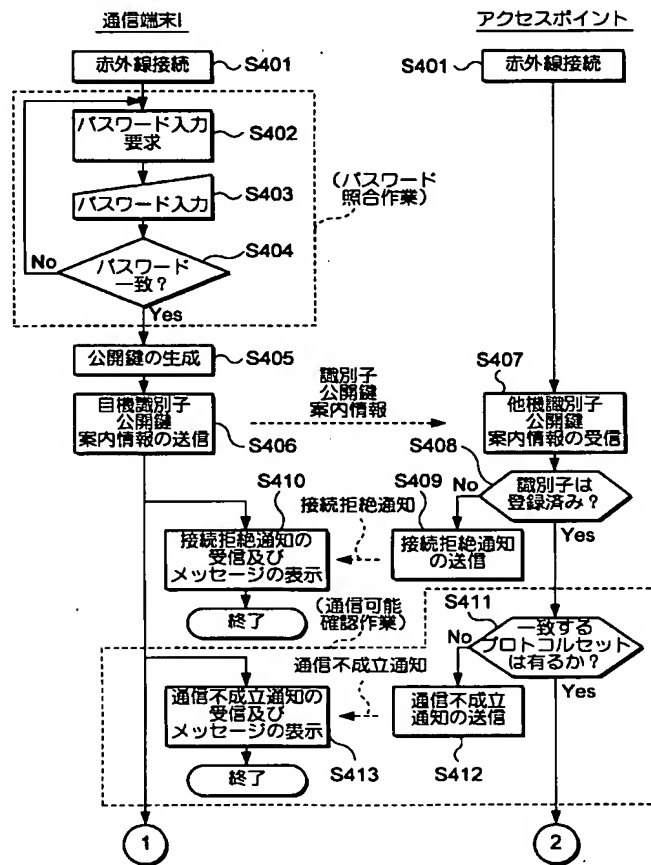 通信端末1
アクセスポイント
赤外線接続
S401
S401
赤外線接続
パスワード入力
要求
S402
パスワード入力
S403
(パスワード
照合作業)
No
パスワード
一致?
S404
Yes
公開鍵の生成
S405
自機識別子
公開鍵
案内情報の送信
S406
識別子
公開鍵
案内情報
S407
他機識別子
公開鍵
案内情報の受信
S408
No
識別子は
登録済み?
Yes
S410
接続拒絶通知
S409
接続拒絶通知の
受信及び
メッセージの表示
接続拒絶通知
の送信
終了
(通信可能
確認作業)
S411
No
一致する
プロトコルセット
は有るか?
Yes
通信不成立通知
通信不成立通知の
受信及び
メッセージの表示
S413
通信不成立
通知の送信
S412
終了
1
2